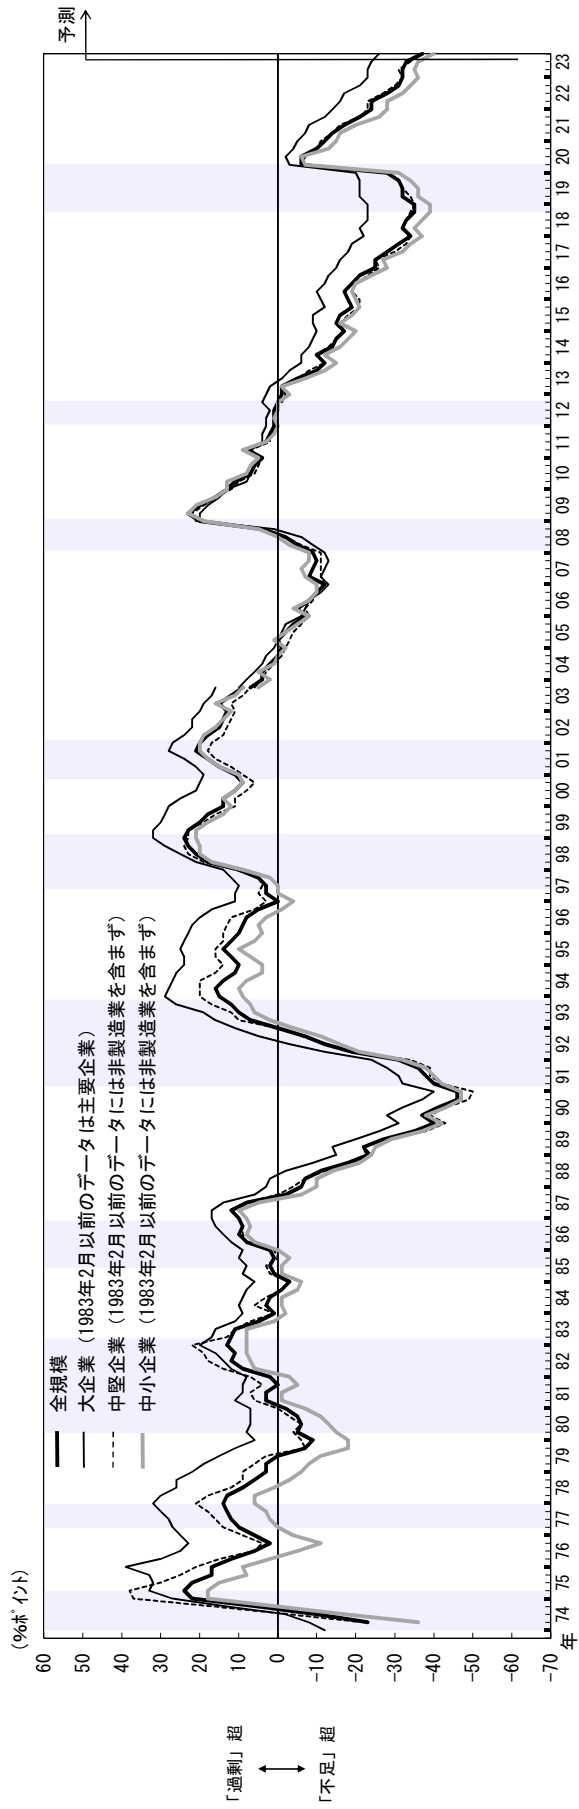 (%ポイント)
予測
全規模
大企業（1983年2月以前のデータは主要企業）
中堅企業（1983年2月以前のデータには非製造業を含まず）
中小企業（1983年2月以前のデータには非製造業を含まず）
60
50
40
30
20
10
0
-10
-20
-30
-40
-50
-60
-70
「過剰」超
「不足」超
74 75 76 77 78 79 80 81 82 83 84 85 86 87 88 89 90 91 92 93 94 95 96 97 98 99 00 01 02 03 04 05 06 07 08 09 10 11 12 13 14 15 16 17 18 19 20 21 22 23
年